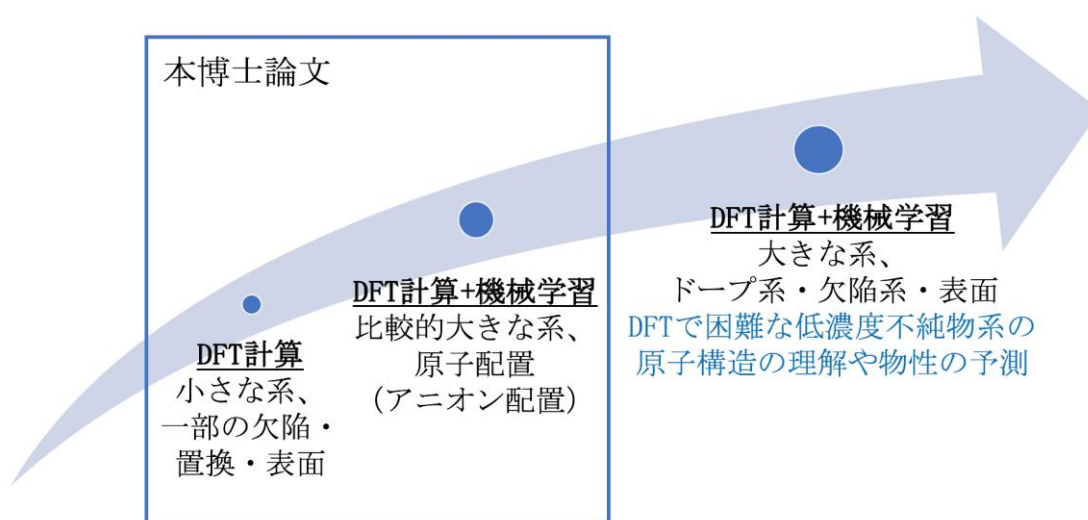 本博士論文
DFT計算
小さな系、
一部の欠陥・
置換・表面
DFT計算+機械学習
比較的大きな系、
原子配置
(アニオン配置)
DFT計算+機械学習
大きな系、
ドープ系・欠陥系・表面
DFTで困難な低濃度不純物系の
原子構造の理解や物性の予測